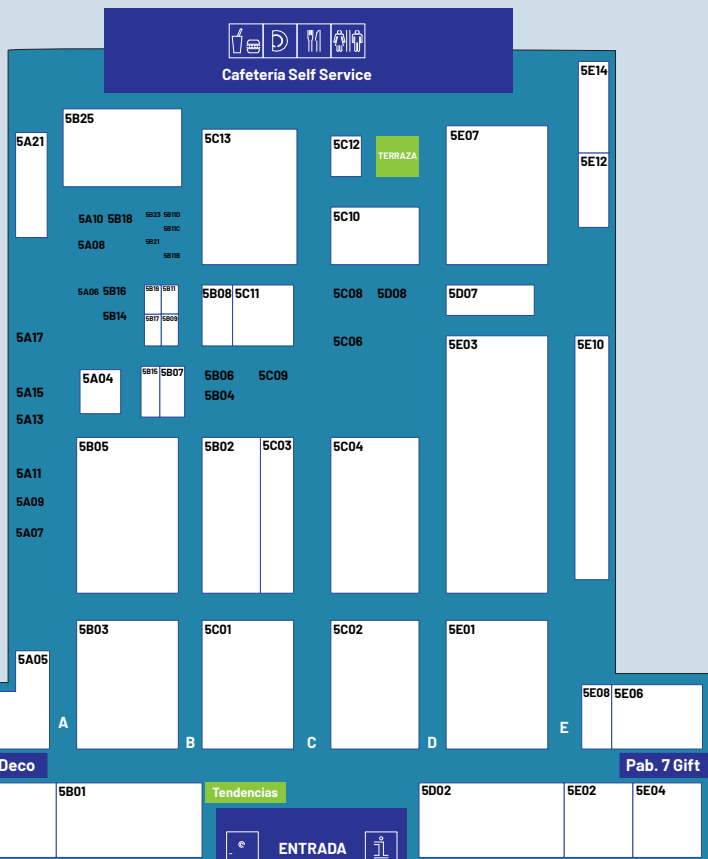 Cafetería Self Service
5E14
5B25
5A21
5C13
5C12
TERRAZA
5E07
5E12
5A10
5B18
5B23
5B11D
5C10
5B11C
5A08
5B21
5B11B
5A06
5B16
5B19
5B11
5B08
5C11
5C08
5D08
5D07
5B14
5B17
5B09
5A17
5C06
5E03
5E10
5A04
5B15
5B07
5B06
5C09
5A15
5B04
5A13
5B05
5B02
5C03
5C04
5A11
5A09
5A07
5B03
5C01
5C02
5E01
5A05
5E08
5E06
A
B
C
D
E
Deco
Pab. 7 Gift
5B01
Tendencias
5D02
5E02
5E04
ENTRADA